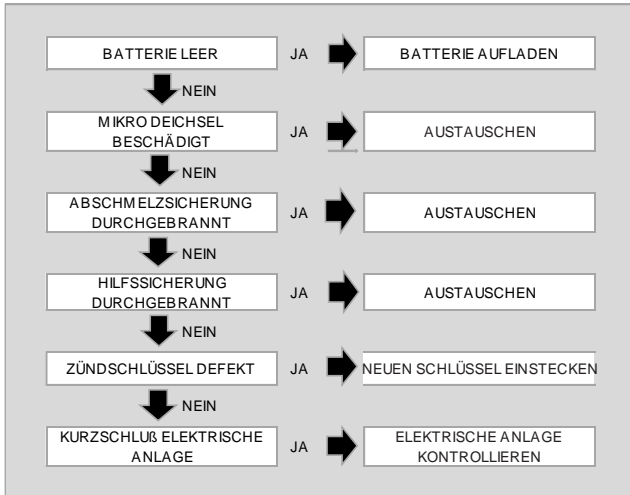 BATTERIE LEER JA BATTERIE AUFLADEN
NEIN
MIKRO DEICHSEL
BESCHÄDIGT
JA
AUSTAUSCHEN
NEIN
ABSCHMELZSICHERUNG
DURCHGEBRANNT
JA
AUSTAUSCHEN
NEIN
HILFSSICHERUNG
DURCHGEBRANNT
JA
AUSTAUSCHEN
NEIN
ZÜNDSCHLÜSSEL DEFEKT JA NEUEN SCHLÜSSEL EINSTECKEN
NEIN
KURZSCHLUß ELEKTRISCHE
ANLAGE
JA
ELEKTRISCHE ANLAGE
KONTROLLIEREN